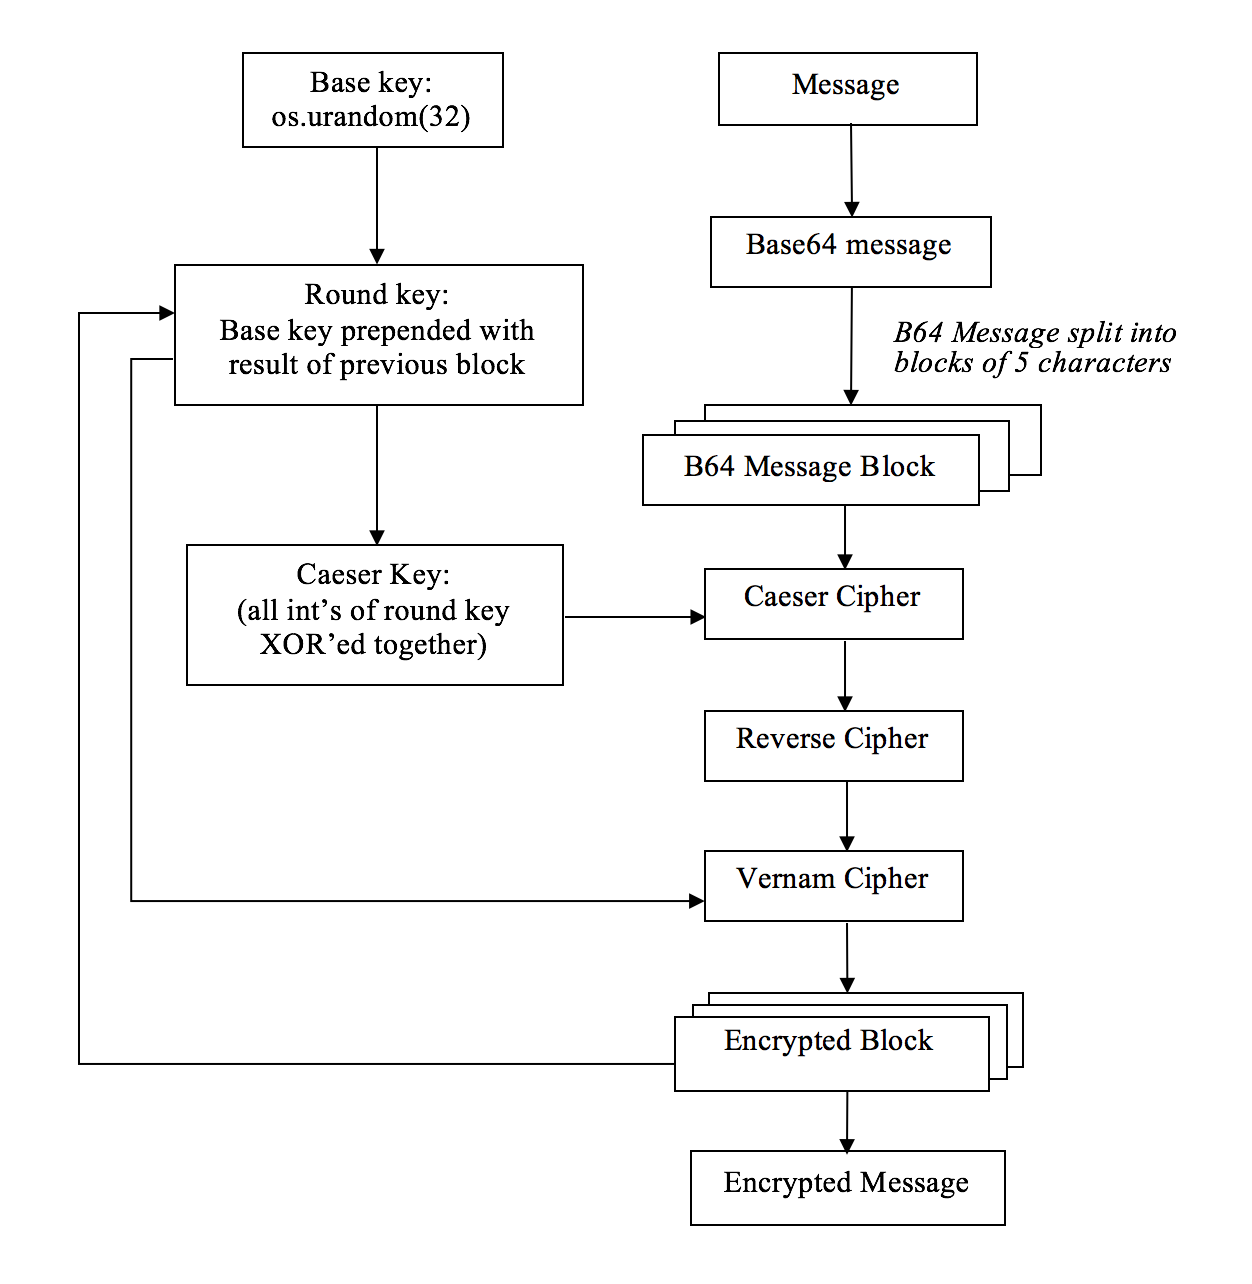 Base key:
os.urandom(32)
Message
Base64 message
Round key:
Base key prepended with
result of previous block
B64 Message split into
blocks of 5 characters
B64 Message Block
Caeser Key:
(all int’s of round key
XOR’ed together)
Caeser Cipher
Reverse Cipher
Vernam Cipher
Encrypted Block
Encrypted Message